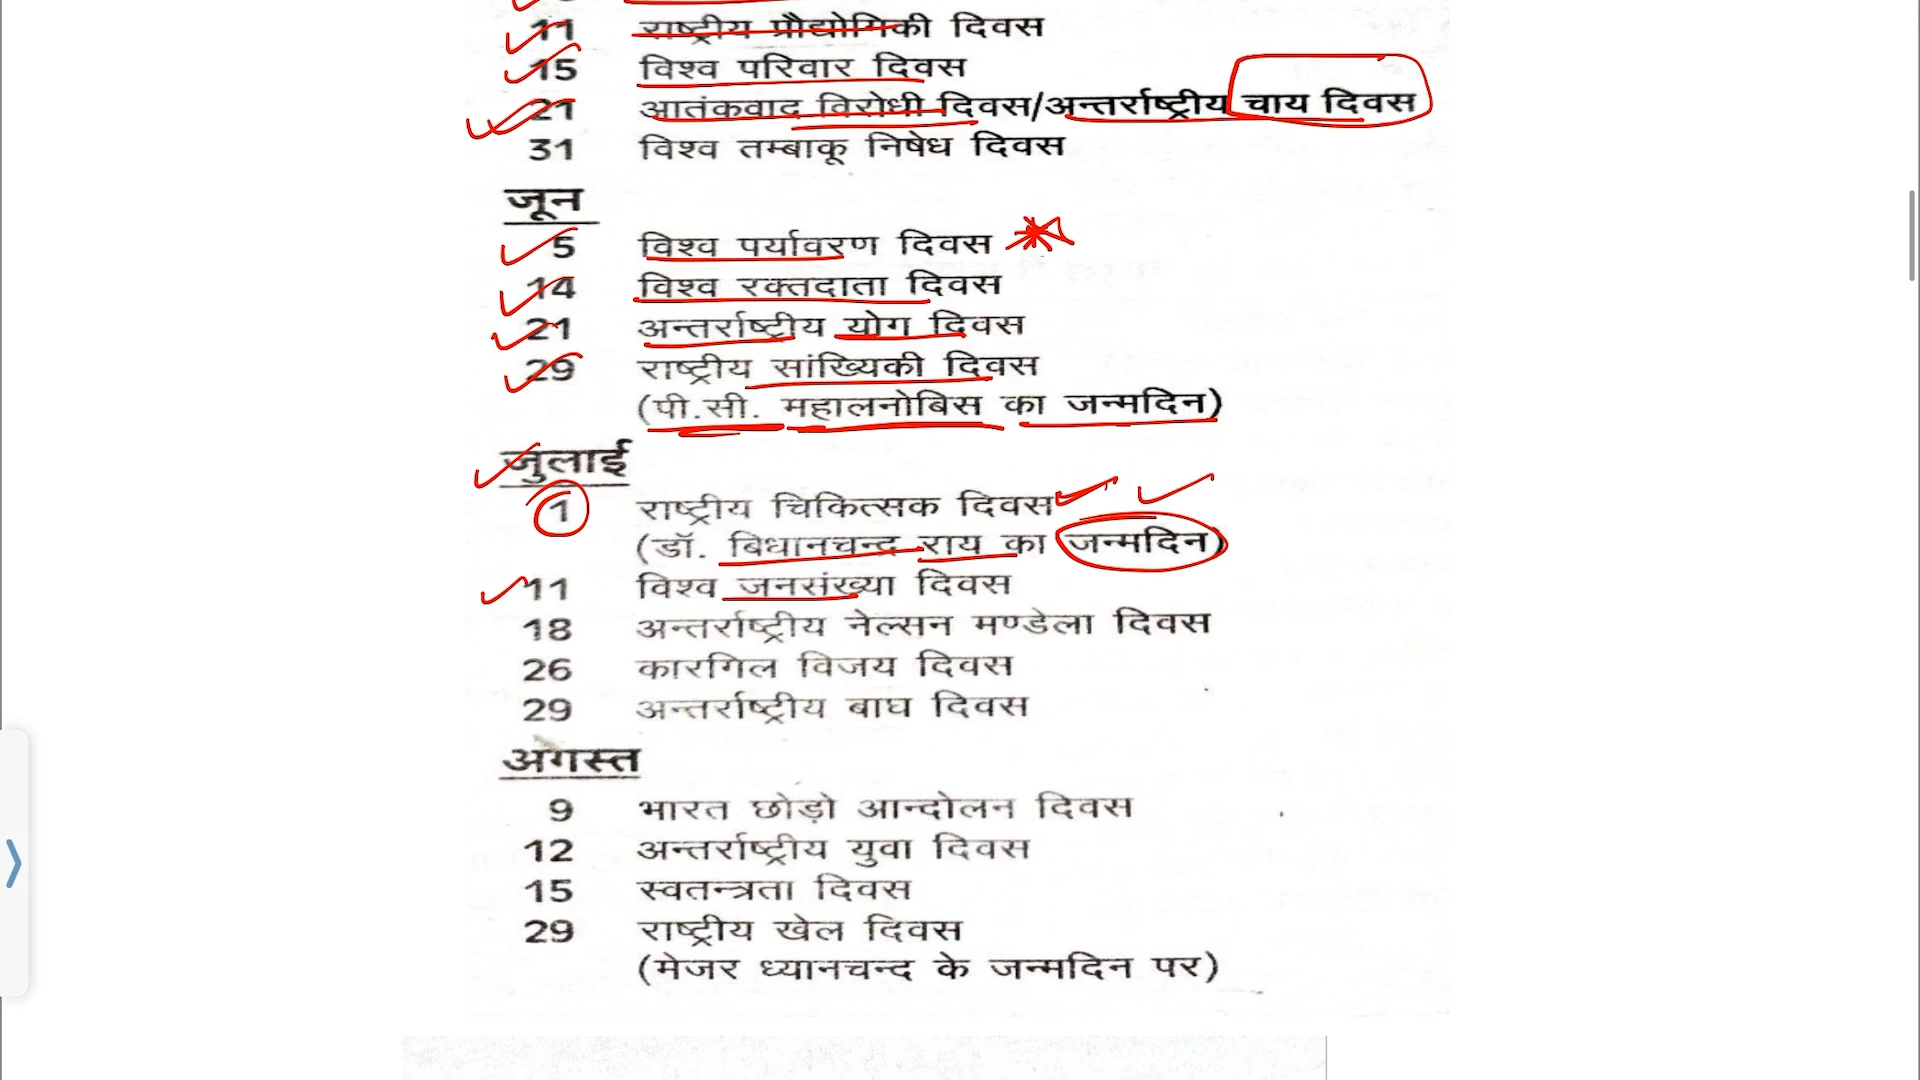 11 राष्ट्रीय प्रौद्योगिकी दिवस
15 विश्व परिवार दिवस
21 आतंकवाद विरोधी दिवस/अन्तर्राष्ट्रीय चाय दिवस
31 विश्व तम्बाकू निषेध दिवस
जून
5 विश्व पर्यावरण दिवस
14 विश्व रक्तदाता दिवस
21 अन्तर्राष्ट्रीय योग दिवस
29 राष्ट्रीय सांख्यिकी दिवस
(पी.सी. महालनोबिस का जन्मदिन)
जुलाई
1 राष्ट्रीय चिकित्सक दिवस
(डॉ. बिधानचन्द्र राय का जन्मदिन)
11 विश्व जनसंख्या दिवस
18 अन्तर्राष्ट्रीय नेल्सन मण्डेला दिवस
26 कारगिल विजय दिवस
29 अन्तर्राष्ट्रीय बाघ दिवस
अगस्त
9 भारत छोड़ो आन्दोलन दिवस
12 अन्तर्राष्ट्रीय युवा दिवस
15 स्वतन्त्रता दिवस
29 राष्ट्रीय खेल दिवस
(मेजर ध्यानचन्द के जन्मदिन पर)